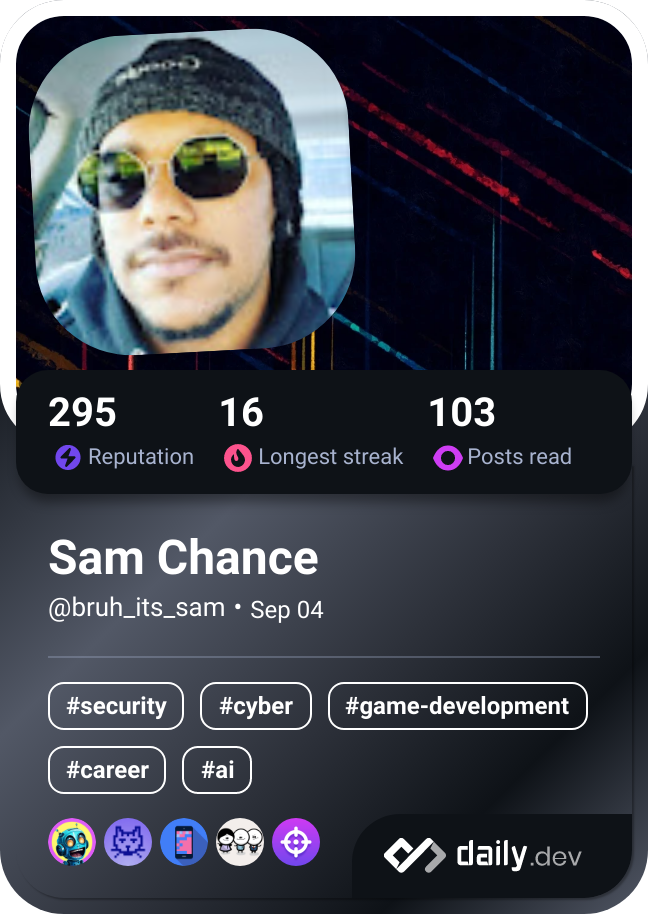 Google
295 16 103
Reputation Longest streak Posts read
Sam Chance
@bruh_its_sam • Sep 04
#security #cyber #game-development
#career #ai
daily.dev